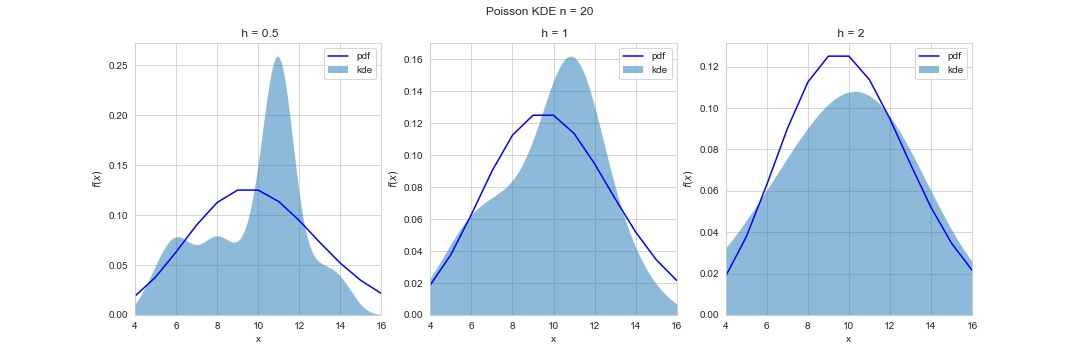 Poisson KDE n = 20
h = 0.5
pdf
kde
0.25
0.20
0.15
0.10
0.05
0.00
f(x)
4 6 8 10 12 14 16
x
h = 1
pdf
kde
0.16
0.14
0.12
0.10
0.08
0.06
0.04
0.02
0.00
f(x)
4 6 8 10 12 14 16
x
h = 2
pdf
kde
0.12
0.10
0.08
0.06
0.04
0.02
0.00
f(x)
4 6 8 10 12 14 16
x